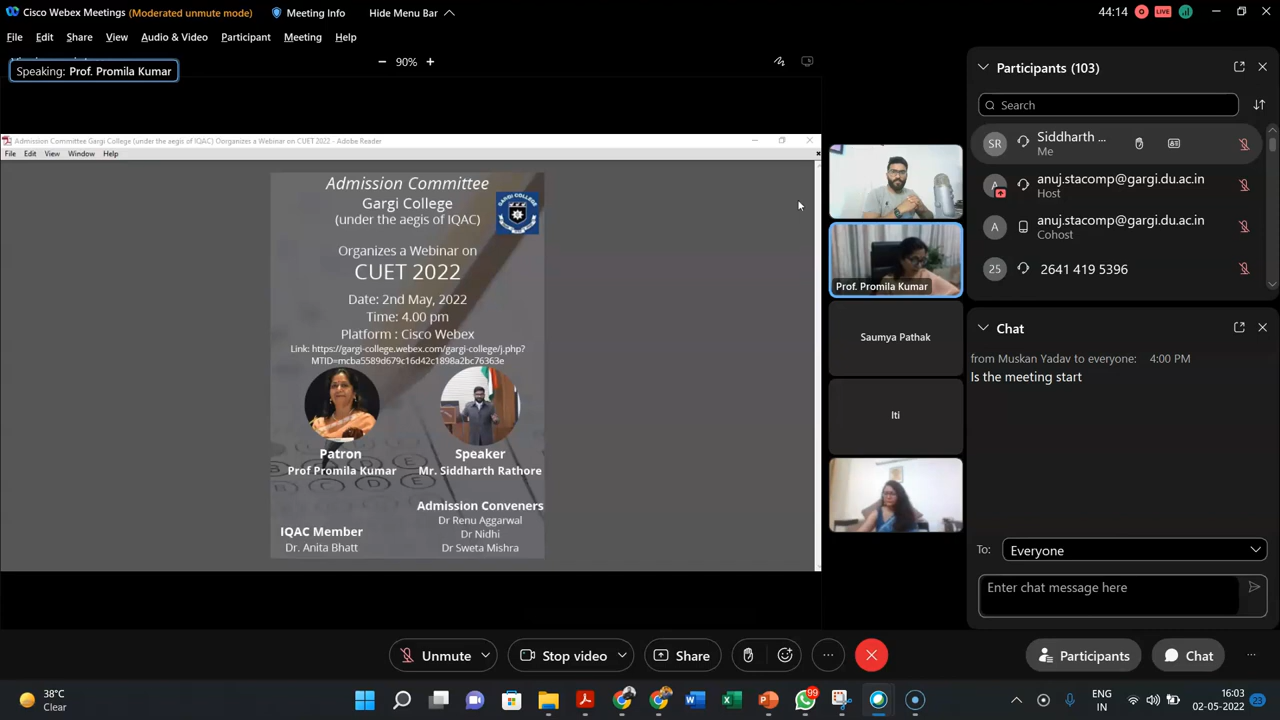 Cisco Webex Meetings (Moderated unmute mode) Meeting Info Hide Menu Bar 44:14 LIVE
File Edit Share View Audio & Video Participant Meeting Help
Speaking: Prof. Promila Kumar
90%
Admission Committee Gargi College (under the aegis of IQAC) Oorganizes a Webinar on CUET 2022 - Adobe Reader
File Edit View Window Help
Admission Committee
Gargi College
(under the aegis of IQAC)
GARGI COLLEGE
Organizes a Webinar on
CUET 2022
Date: 2nd May, 2022
Time: 4.00 pm
Platform : Cisco Webex
Link: https://gargi-college.webex.com/gargi-college/j.php?
MTID=mcba5589d679c16d42c1898a2bc76363e
Patron
Prof Promila Kumar
Speaker
Mr. Siddharth Rathore
IQAC Member
Dr. Anita Bhatt
Admission Conveners
Dr Renu Aggarwal
Dr Nidhi
Dr Sweta Mishra
Prof. Promila Kumar
Saumya Pathak
Iti
Participants (103)
Search
SR Siddharth ...
Me
A anuj.stacomp@gargi.du.ac.in
Host
A anuj.stacomp@gargi.du.ac.in
Cohost
25 2641 419 5396
Chat
from Muskan Yadav to everyone: 4:00 PM
Is the meeting start
To: Everyone
Enter chat message here
Unmute Stop video Share Participants Chat
38°C
Clear
99
ENG
IN
16:03
02-05-2022
23